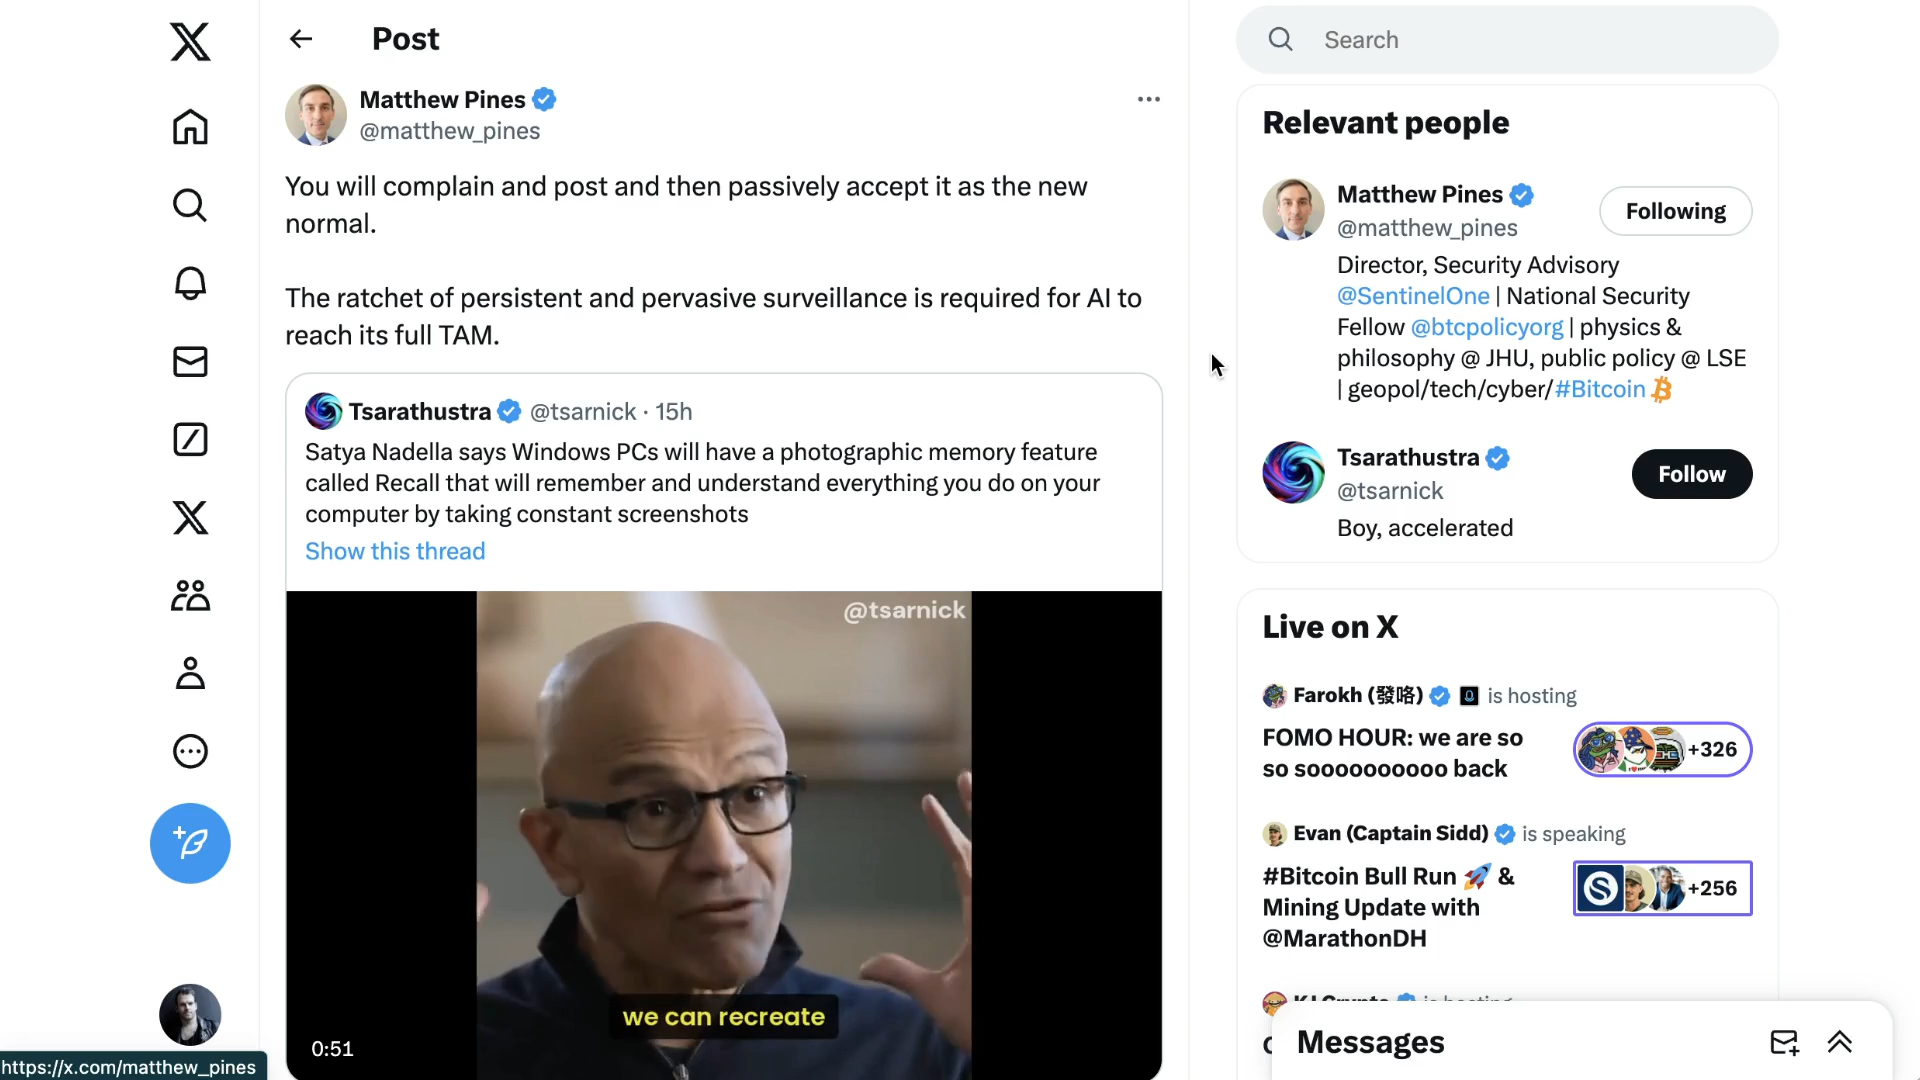 Post
Matthew Pines
@matthew_pines
You will complain and post and then passively accept it as the new
normal.
The ratchet of persistent and pervasive surveillance is required for AI to
reach its full TAM.
Tsarathustra @tsarnick · 15h
Satya Nadella says Windows PCs will have a photographic memory feature
called Recall that will remember and understand everything you do on your
computer by taking constant screenshots
Show this thread
@tsarnick
we can recreate
0:51
https://x.com/matthew_pines
Search
Relevant people
Matthew Pines
@matthew_pines
Following
Director, Security Advisory
@SentinelOne | National Security
Fellow @btcpolicyorg | physics &
philosophy @ JHU, public policy @ LSE
| geopol/tech/cyber/#Bitcoin
Tsarathustra
@tsarnick
Follow
Boy, accelerated
Live on X
Farokh (發咯) is hosting
FOMO HOUR: we are so
so soooooooooo back
+326
Evan (Captain Sidd) is speaking
#Bitcoin Bull Run 🚀 &
Mining Update with
@MarathonDH
+256
Messages